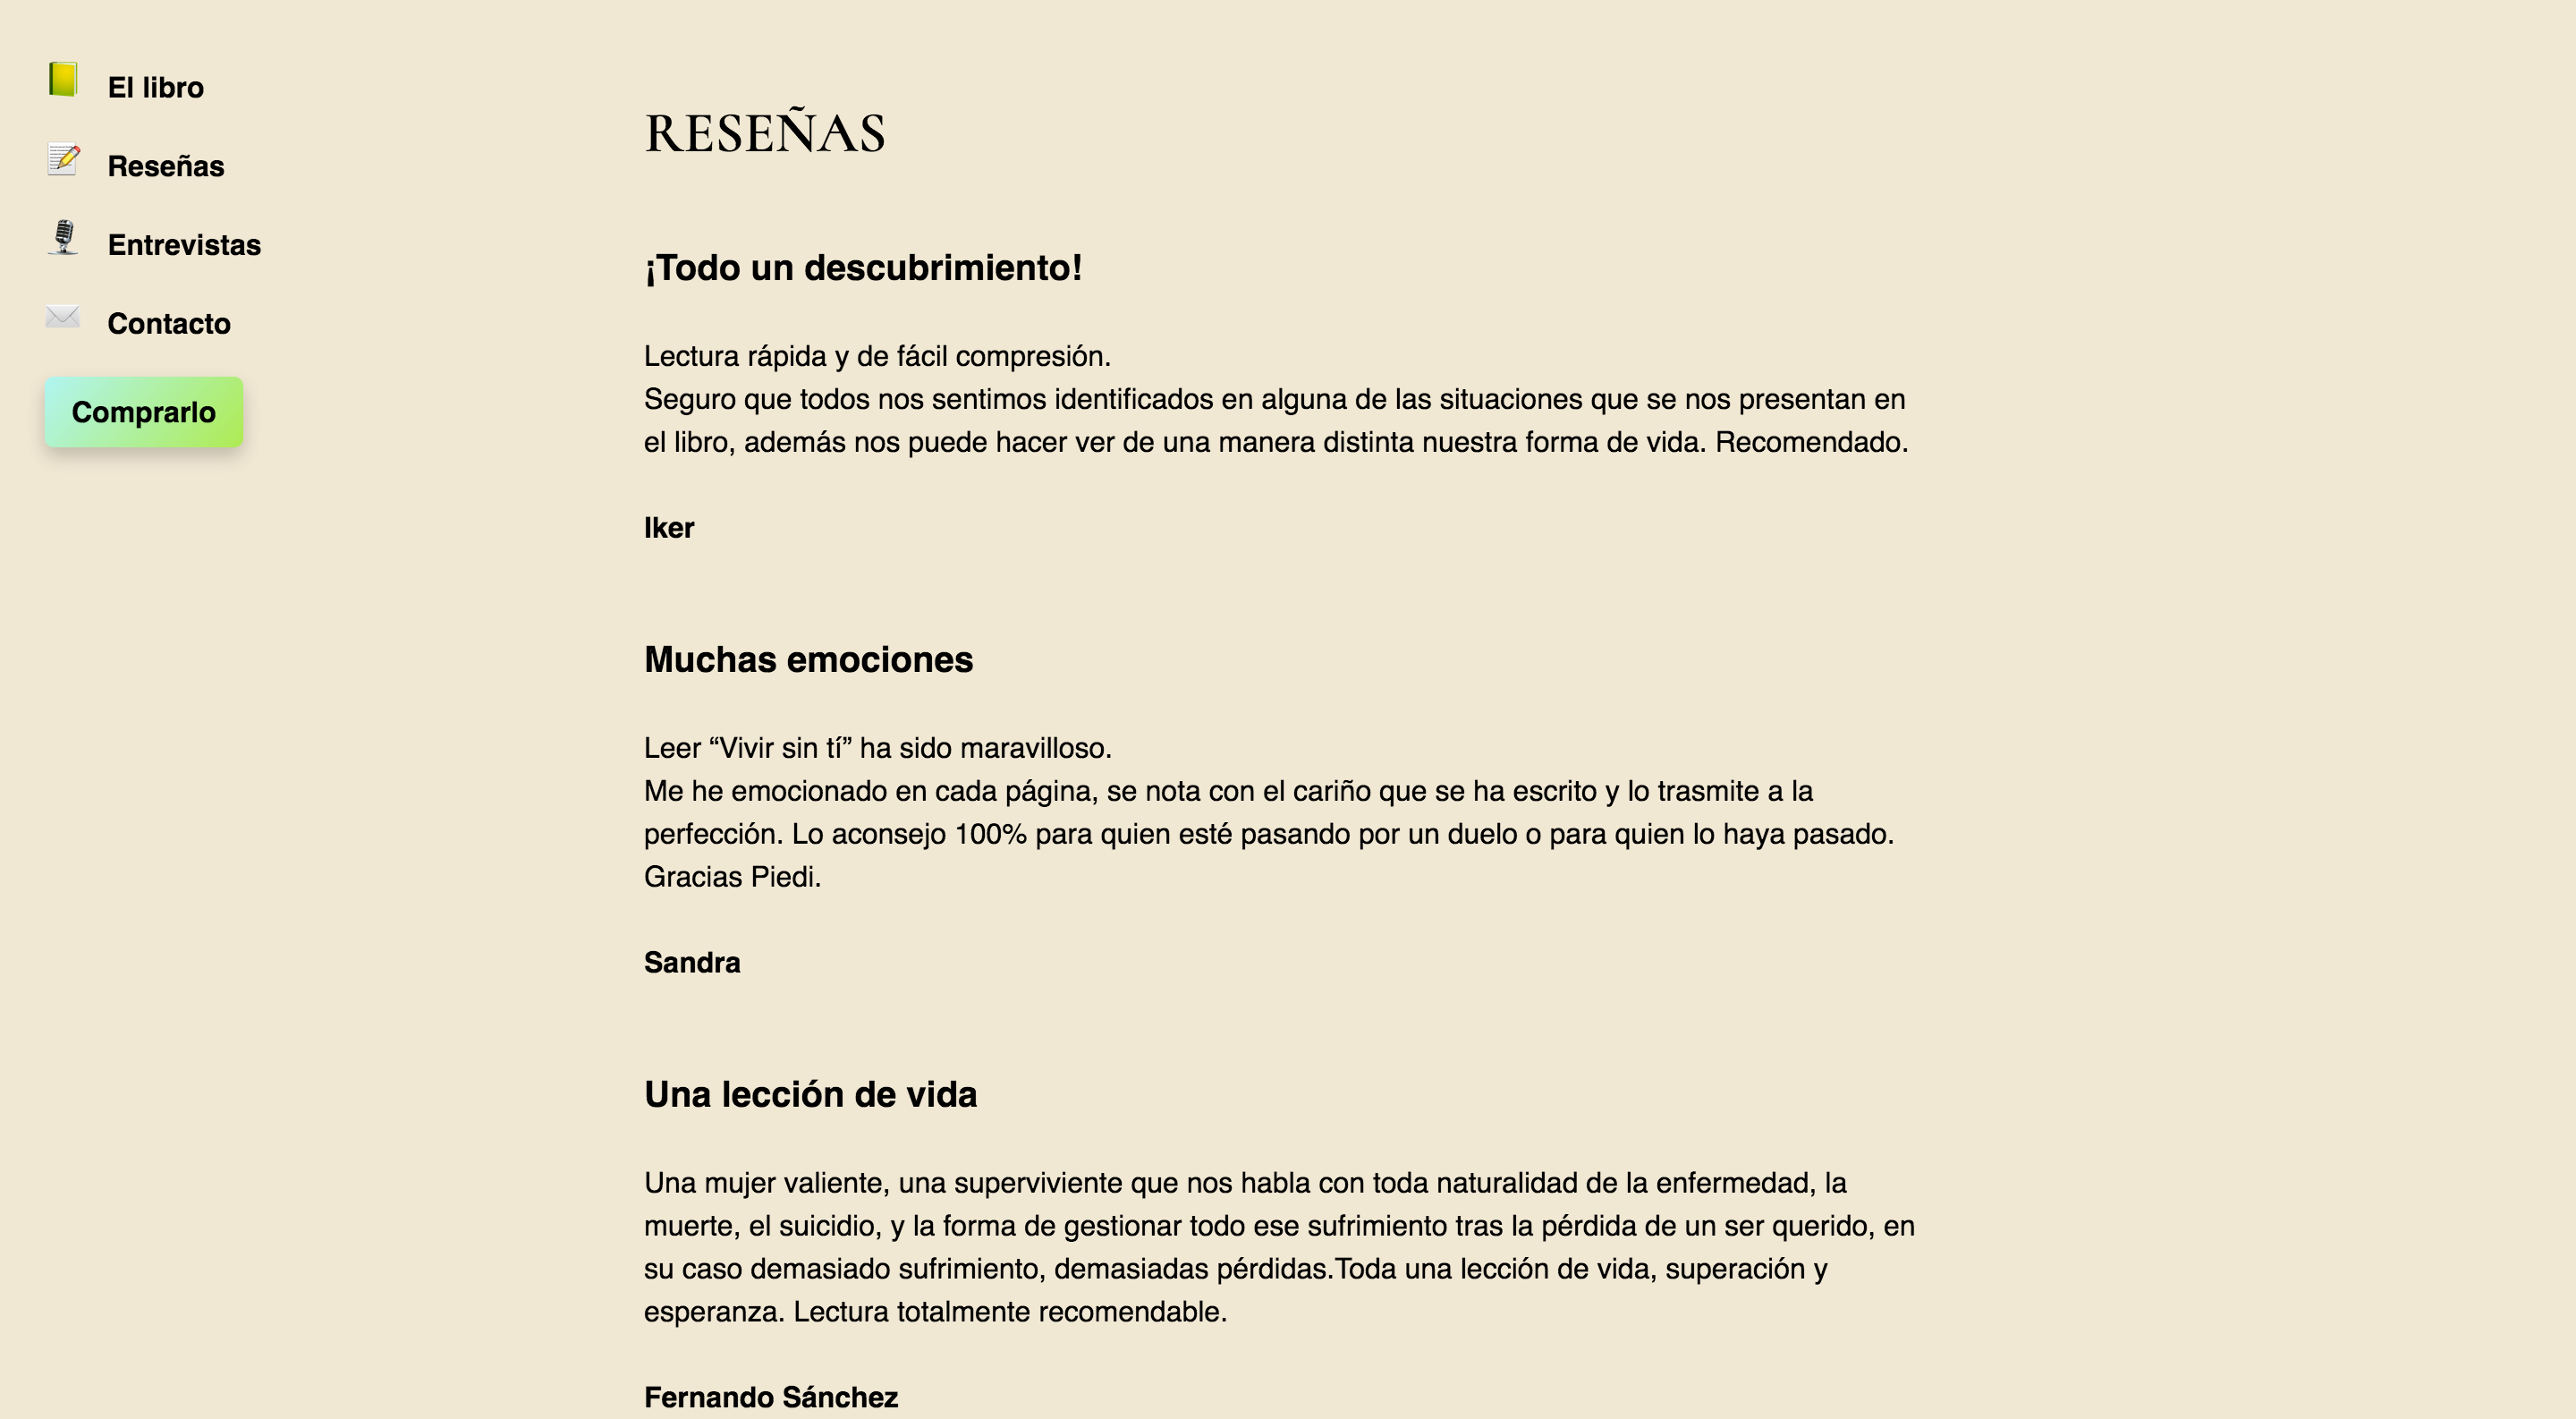 El libro
Reseñas
Entrevistas
Contacto
Comprarlo
RESEÑAS
¡Todo un descubrimiento!
Lectura rápida y de fácil compresión.
Seguro que todos nos sentimos identificados en alguna de las situaciones que se nos presentan en
el libro, además nos puede hacer ver de una manera distinta nuestra forma de vida. Recomendado.
Iker
Muchas emociones
Leer “Vivir sin tí” ha sido maravilloso.
Me he emocionado en cada página, se nota con el cariño que se ha escrito y lo trasmite a la
perfección. Lo aconsejo 100% para quien esté pasando por un duelo o para quien lo haya pasado.
Gracias Piedi.
Sandra
Una lección de vida
Una mujer valiente, una superviviente que nos habla con toda naturalidad de la enfermedad, la
muerte, el suicidio, y la forma de gestionar todo ese sufrimiento tras la pérdida de un ser querido, en
su caso demasiado sufrimiento, demasiadas pérdidas.Toda una lección de vida, superación y
esperanza. Lectura totalmente recomendable.
Fernando Sánchez